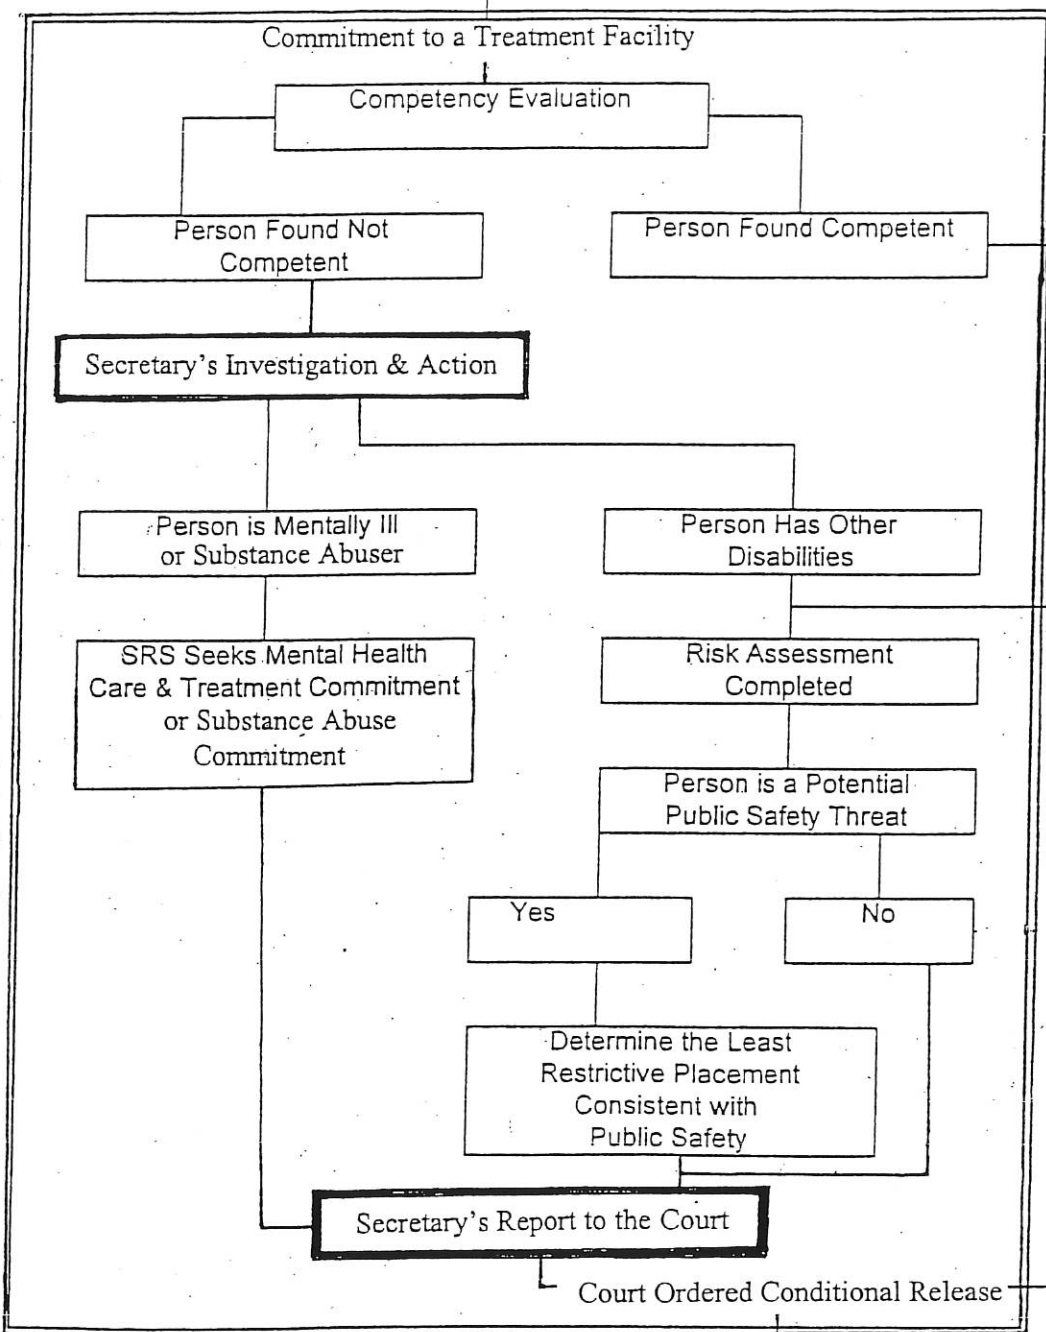 Commitment to a Treatment Facility
Competency Evaluation
Person Found Not
Competent
Person Found Competent
Secretary's Investigation & Action
Person is Mentally Ill
or Substance Abuser
Person Has Other
Disabilities
SRS Seeks Mental Health
Care & Treatment Commitment
or Substance Abuse
Commitment
Risk Assessment
Completed
Person is a Potential
Public Safety Threat
Yes
No
Determine the Least
Restrictive Placement
Consistent with
Public Safety
Secretary's Report to the Court
Court Ordered Conditional Release